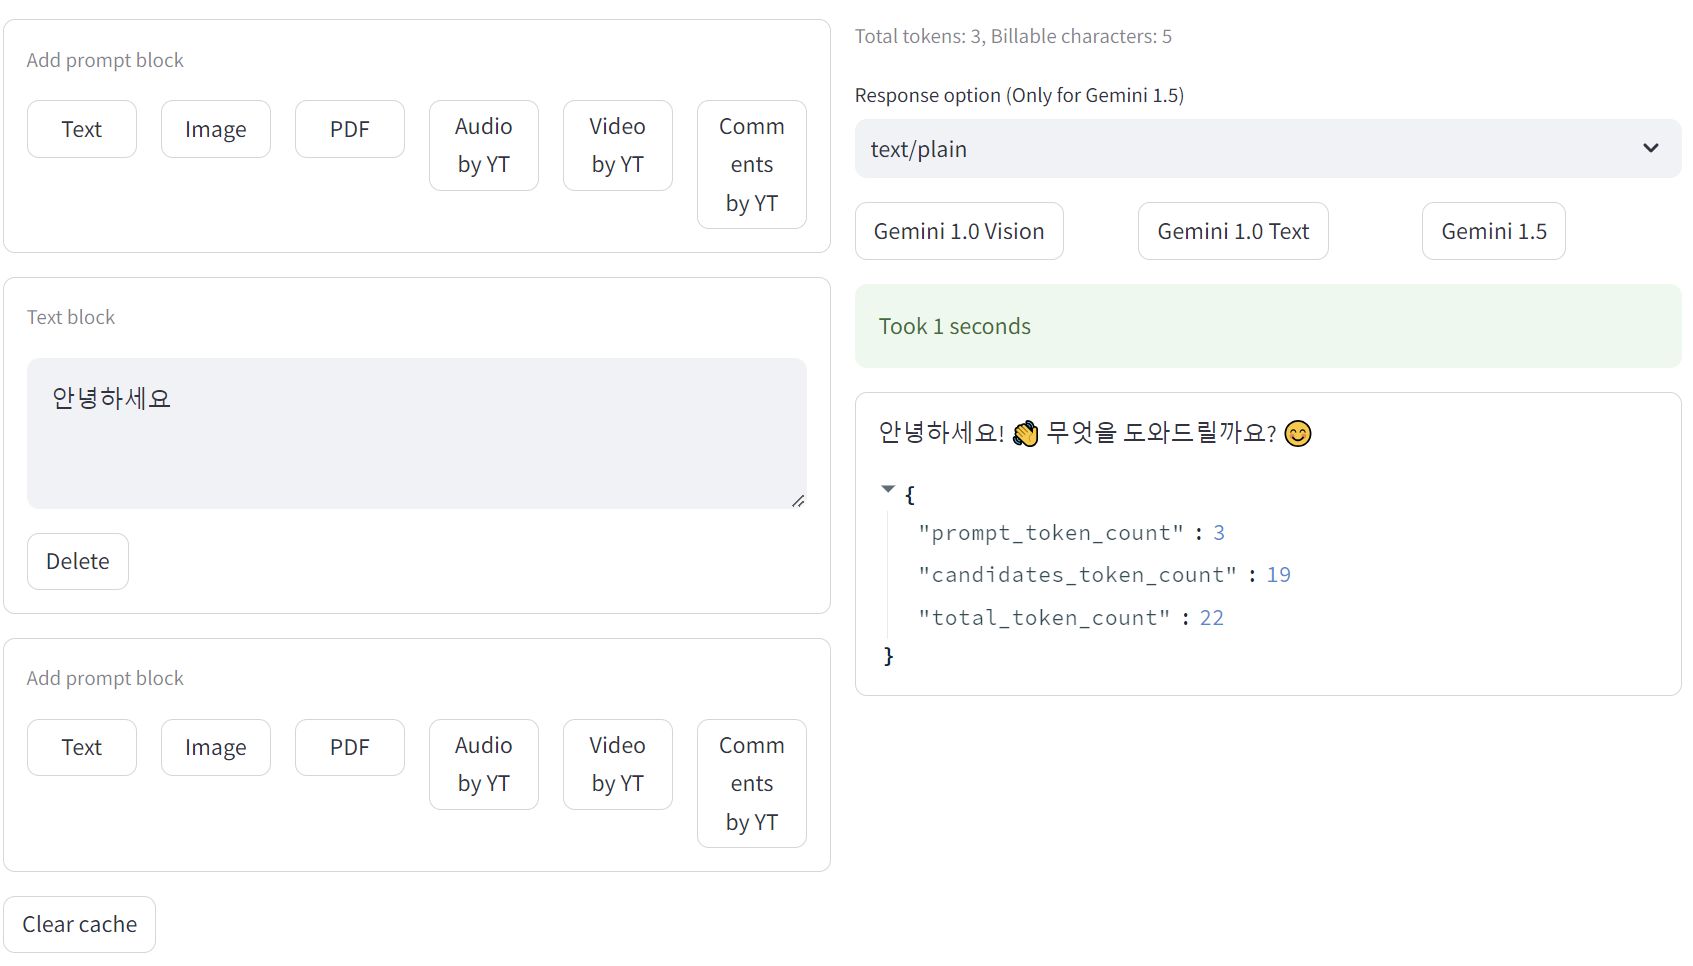 Add prompt block
Text
Image
PDF
Audio
by YT
Video
by YT
Comm
ents
by YT
Text block
안녕하세요
Delete
Add prompt block
Text
Image
PDF
Audio
by YT
Video
by YT
Comm
ents
by YT
Clear cache
Total tokens: 3, Billable characters: 5
Response option (Only for Gemini 1.5)
text/plain
Gemini 1.0 Vision
Gemini 1.0 Text
Gemini 1.5
Took 1 seconds
안녕하세요! 👏 무엇을 도와드릴까요? 😊
{
"prompt_token_count" : 3
"candidates_token_count" : 19
"total_token_count" : 22
}